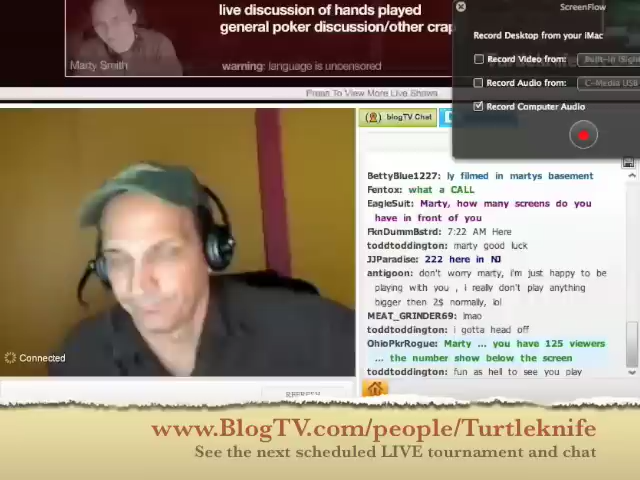 live discussion of hands played
general poker discussion/other crap
Marty Smith
warning: language is uncensored
ScreenFlow
Record Desktop from your iMac
Record Video from:
Built-in iSight
Record Audio from:
C-Media USB
Record Computer Audio
Press To View More Live Shows
blogTV Chat
BettyBlue1227: ly filmed in martys basement
Fentox: what a CALL
EagleSuit: Marty, how many screens do you
have in front of you
FknDummBstrd: 7:22 AM Here
toddtoddington: marty good luck
JJParadise: 222 here in NJ
antigoon: don't worry marty, i'm just happy to be
playing with you , i really don't play anything
bigger then 2$ normally, lol
MEAT_GRINDER69: lmao
toddtoddington: i gotta head off
OhioPkrRogue: Marty ... you have 125 viewers
... the number show below the screen
toddtoddington: fun as hell to see you play
Connected
www.BlogTV.com/people/Turtleknife
See the next scheduled LIVE tournament and chat